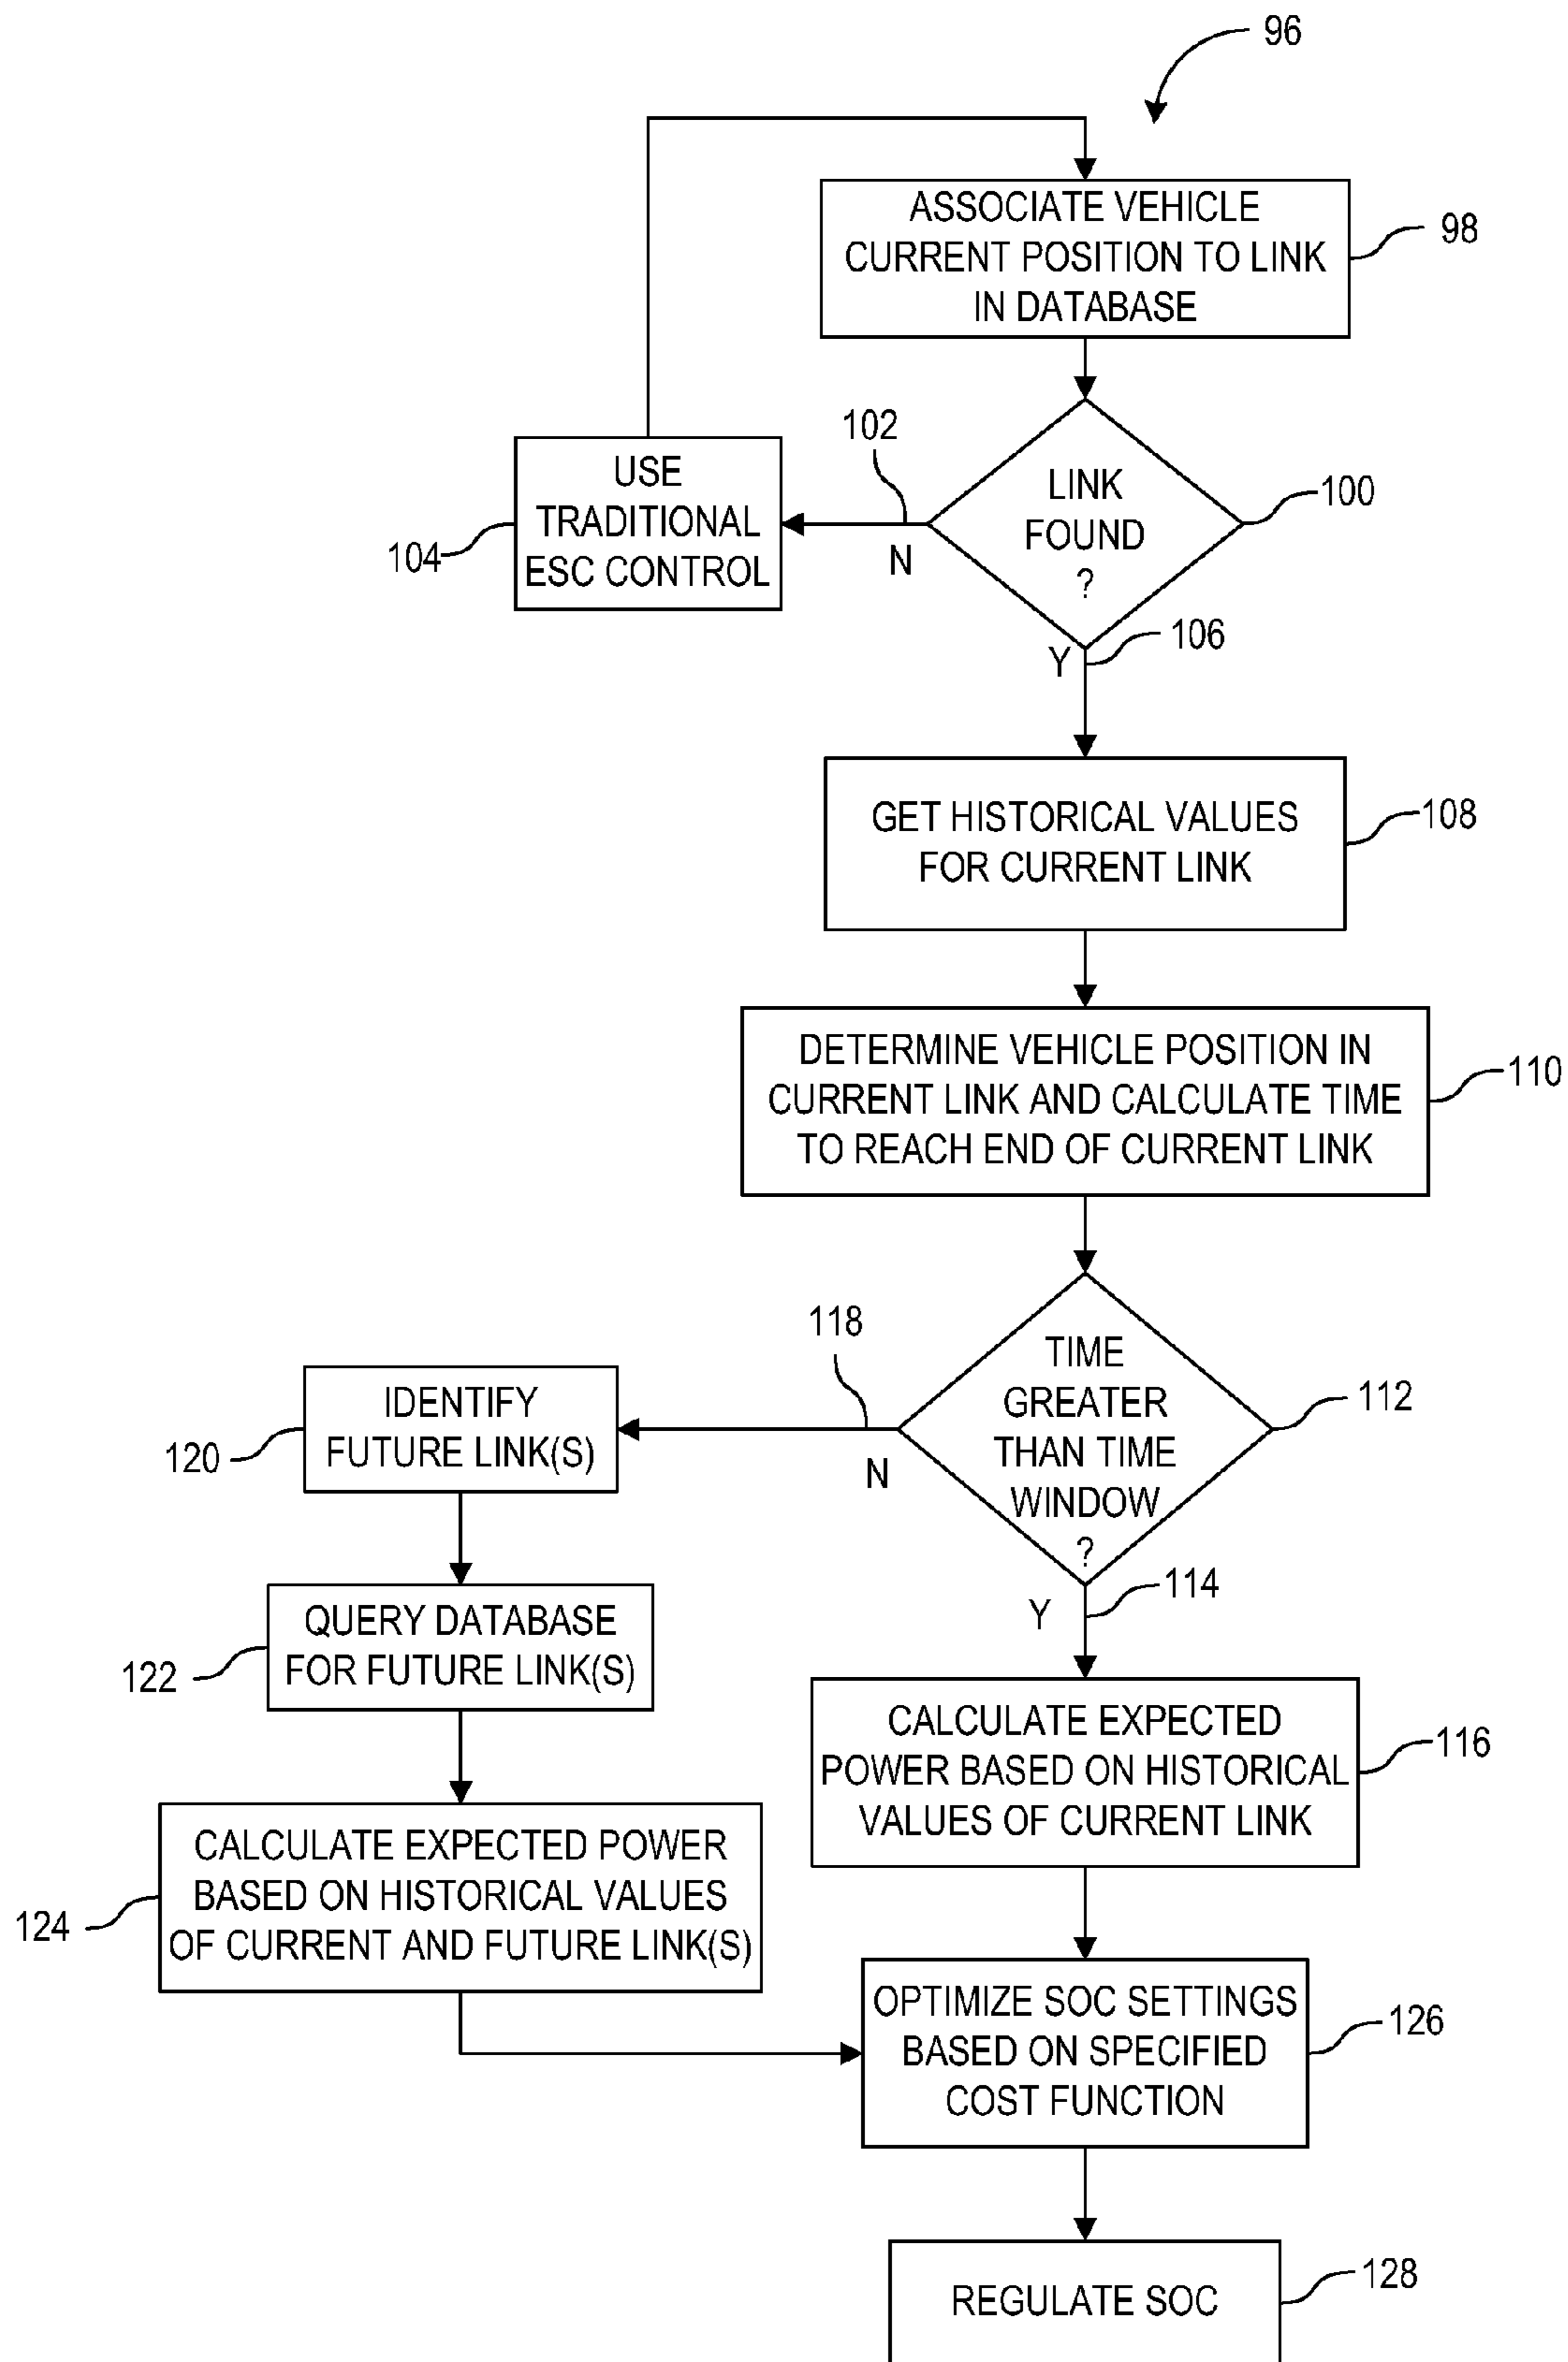 96
ASSOCIATE VEHICLE
CURRENT POSITION TO LINK
IN DATABASE
98
LINK
FOUND
?
100
102
N
USE
TRADITIONAL
ESC CONTROL
104
Y
106
GET HISTORICAL VALUES
FOR CURRENT LINK
108
DETERMINE VEHICLE POSITION IN
CURRENT LINK AND CALCULATE TIME
TO REACH END OF CURRENT LINK
110
TIME
GREATER
THAN TIME
WINDOW
?
112
118
N
IDENTIFY
FUTURE LINK(S)
120
QUERY DATABASE
FOR FUTURE LINK(S)
122
CALCULATE EXPECTED POWER
BASED ON HISTORICAL VALUES
OF CURRENT AND FUTURE LINK(S)
124
Y
114
CALCULATE EXPECTED
POWER BASED ON HISTORICAL
VALUES OF CURRENT LINK
116
OPTIMIZE SOC SETTINGS
BASED ON SPECIFIED
COST FUNCTION
126
REGULATE SOC
128